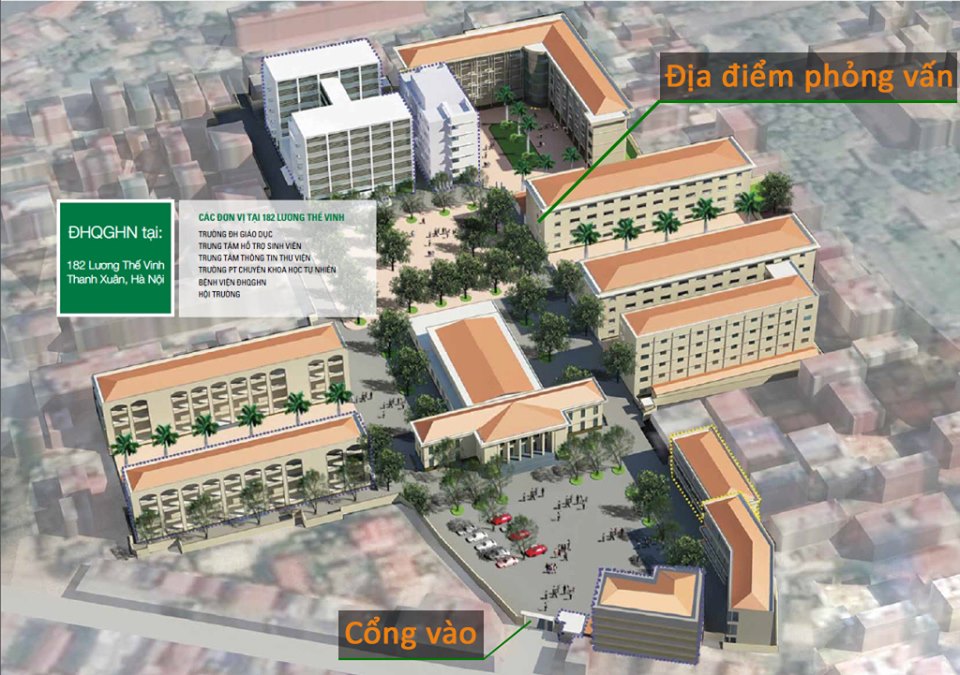 Địa điểm phỏng vấn
ĐHQGHN tại:
182 Lương Thế Vinh
Thanh Xuân, Hà Nội
CÁC ĐƠN VỊ TẠI 182 LƯƠNG THẾ VINH
TRƯỜNG ĐH GIÁO DỤC
TRUNG TÂM HỖ TRỢ SINH VIÊN
TRUNG TÂM THÔNG TIN THƯ VIỆN
TRƯỜNG PT CHUYÊN KHOA HỌC TỰ NHIÊN
BỆNH VIỆN ĐHQGHN
HỘI TRƯỜNG
Cổng vào